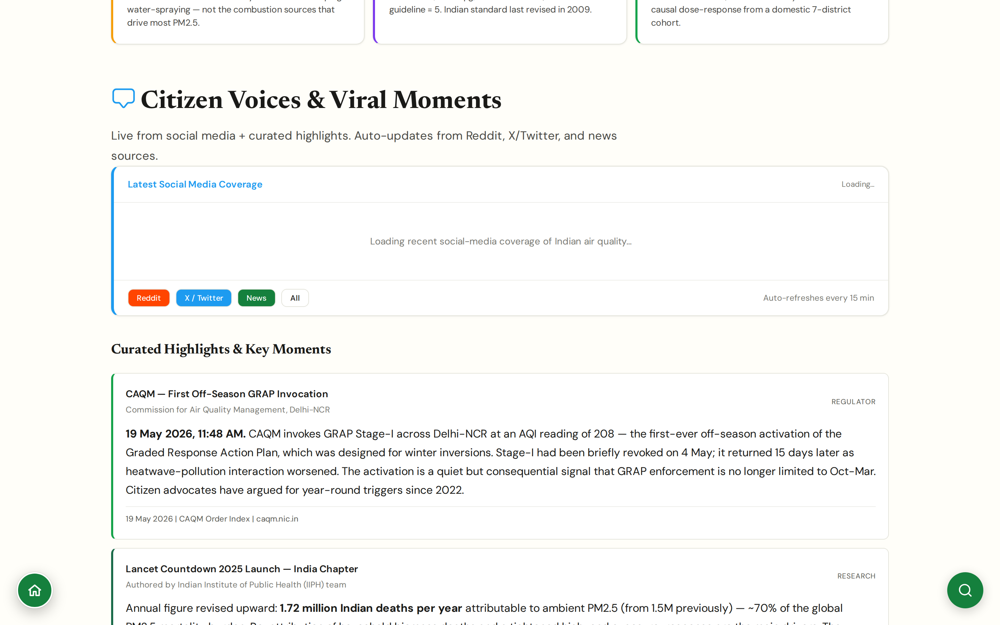 water-spraying — not the combustion sources that
drive most PM2.5.
guideline = 5. Indian standard last revised in 2009.
causal dose-response from a domestic 7-district
cohort.
Citizen Voices & Viral Moments
Live from social media + curated highlights. Auto-updates from Reddit, X/Twitter, and news
sources.
Latest Social Media Coverage
Loading...
Loading recent social-media coverage of Indian air quality...
Reddit
X / Twitter
News
All
Auto-refreshes every 15 min
Curated Highlights & Key Moments
CAQM — First Off-Season GRAP Invocation
Commission for Air Quality Management, Delhi-NCR
REGULATOR
19 May 2026, 11:48 AM. CAQM invokes GRAP Stage-I across Delhi-NCR at an AQI reading of 208 — the first-ever off-season activation of the
Graded Response Action Plan, which was designed for winter inversions. Stage-I had been briefly revoked on 4 May; it returned 15 days later as
heatwave-pollution interaction worsened. The activation is a quiet but consequential signal that GRAP enforcement is no longer limited to Oct-Mar.
Citizen advocates have argued for year-round triggers since 2022.
19 May 2026 | CAQM Order Index | caqm.nic.in
Lancet Countdown 2025 Launch — India Chapter
Authored by Indian Institute of Public Health (IIPH) team
RESEARCH
Annual figure revised upward: 1.72 million Indian deaths per year attributable to ambient PM2.5 (from 1.5M previously) — ~70% of the global